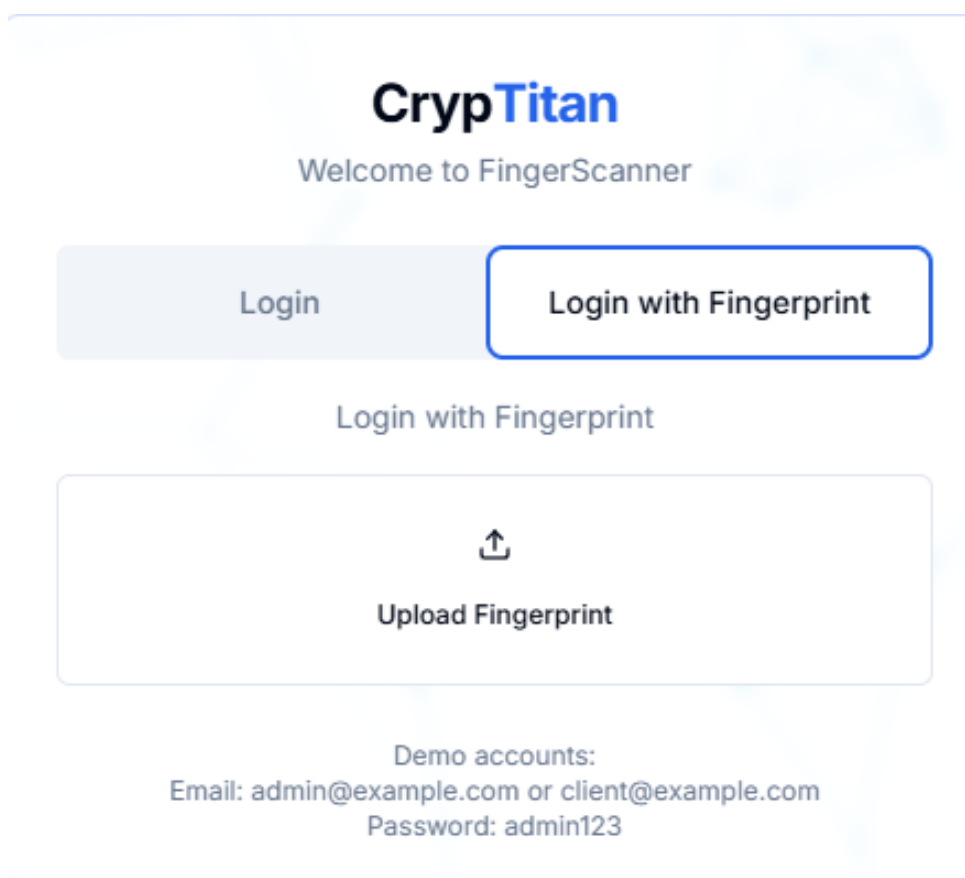 CrypTitan
Welcome to FingerScanner
Login
Login with Fingerprint
Login with Fingerprint
Upload Fingerprint
Demo accounts:
Email: admin@example.com or client@example.com
Password: admin123